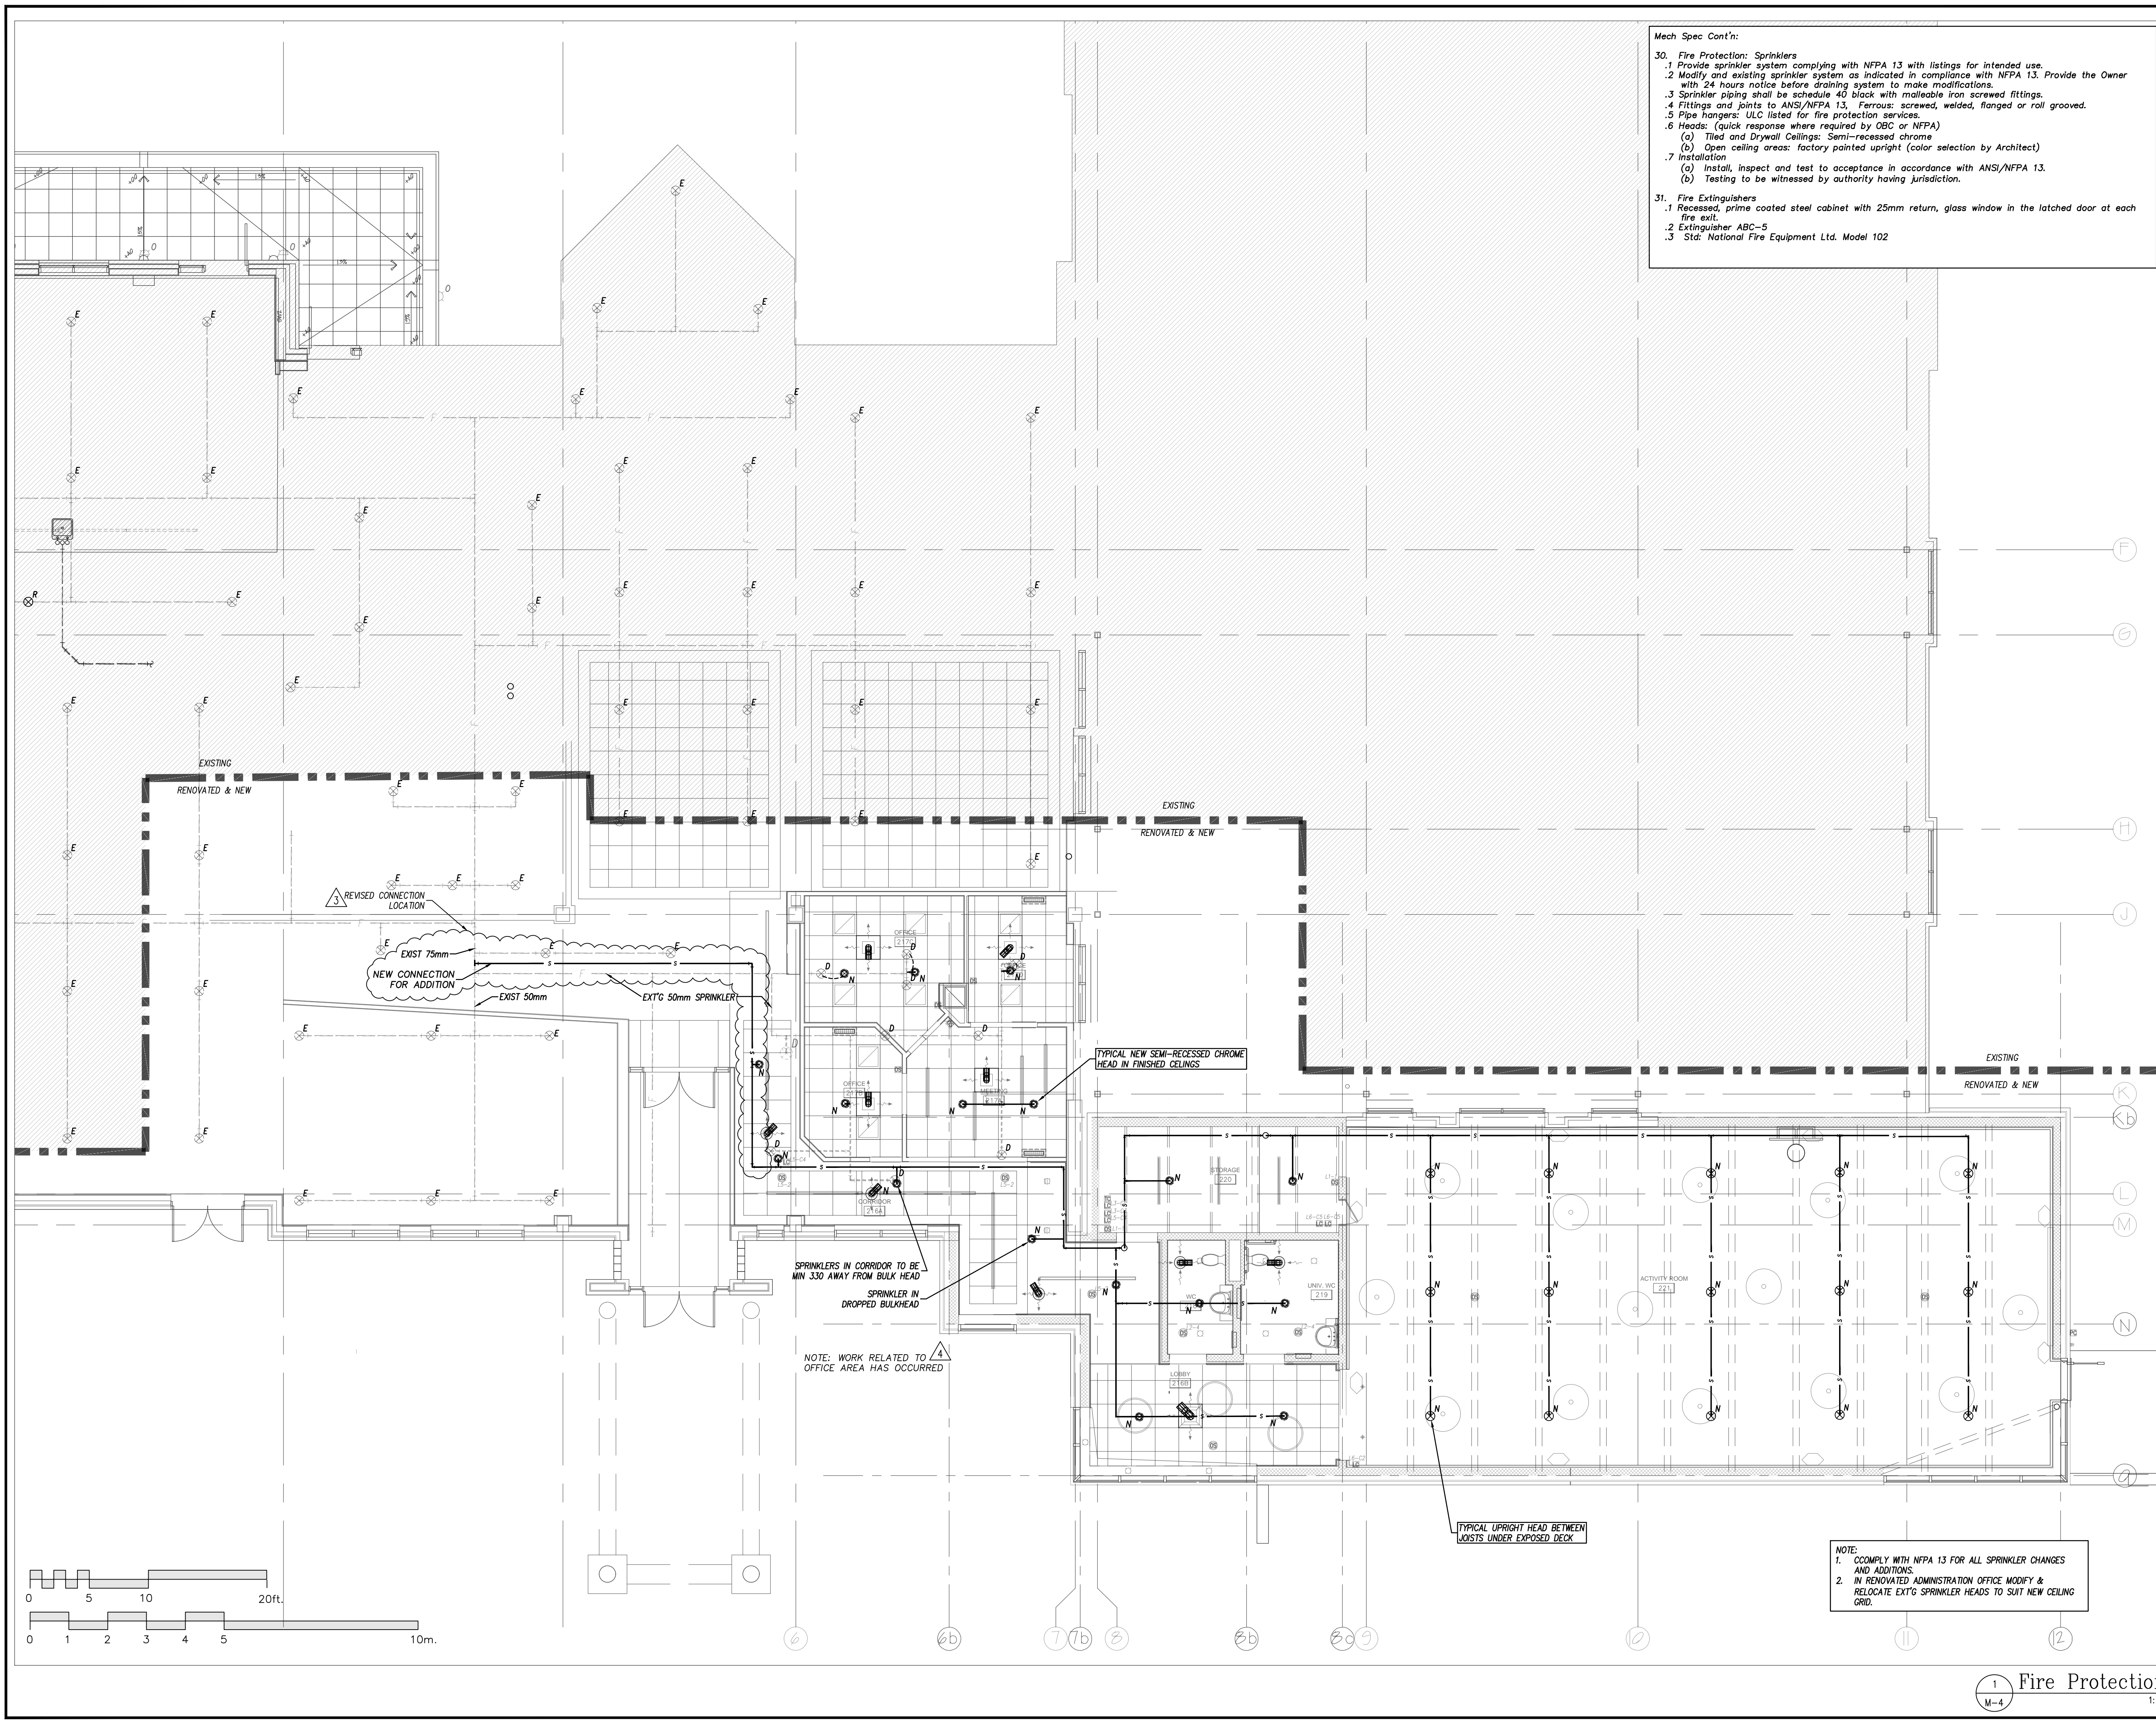 Mech Spec Cont'n:
30. Fire Protection: Sprinklers
.1 Provide sprinkler system complying with NFPA 13 with listings for intended use.
.2 Modify and existing sprinkler system as indicated in compliance with NFPA 13. Provide the Owner
with 24 hours notice before draining system to make modifications.
.3 Sprinkler piping shall be schedule 40 black with malleable iron screwed fittings.
.4 Fittings and joints to ANSI/NFPA 13, Ferrous: screwed, welded, flanged or roll grooved.
.5 Pipe hangers: ULC listed for fire protection services.
.6 Heads: (quick response where required by OBC or NFPA)
(a) Tiled and Drywall Ceilings: Semi-recessed chrome
(b) Open ceiling areas: factory painted upright (color selection by Architect)
.7 Installation
(a) Install, inspect and test to acceptance in accordance with ANSI/NFPA 13.
(b) Testing to be witnessed by authority having jurisdiction.
31. Fire Extinguishers
.1 Recessed, prime coated steel cabinet with 25mm return, glass window in the latched door at each
fire exit.
.2 Extinguisher ABC-5
.3 Std: National Fire Equipment Ltd. Model 102
F
G
H
J
K
Kb
L
M
N
EXISTING
RENOVATED & NEW
EXISTING
RENOVATED & NEW
EXISTING
RENOVATED & NEW
3
REVISED CONNECTION
LOCATION
EXIST 75mm
NEW CONNECTION
FOR ADDITION
EXIST 50mm
EXT'G 50mm SPRINKLER
OFFICE
OFFICE
MEETING
TYPICAL NEW SEMI-RECESSED CHROME
HEAD IN FINISHED CELINGS
CORRIDOR
216A
STORAGE
220
WC
UNIV. WC
219
LOBBY
216B
ACTIVITY ROOM
221
SPRINKLERS IN CORRIDOR TO BE
MIN 330 AWAY FROM BULK HEAD
SPRINKLER IN
DROPPED BULKHEAD
NOTE: WORK RELATED TO
OFFICE AREA HAS OCCURRED
4
TYPICAL UPRIGHT HEAD BETWEEN
JOISTS UNDER EXPOSED DECK
NOTE:
1. CCOMPLY WITH NFPA 13 FOR ALL SPRINKLER CHANGES
AND ADDITIONS.
2. IN RENOVATED ADMINISTRATION OFFICE MODIFY &
RELOCATE EXT'G SPRINKLER HEADS TO SUIT NEW CEILING
GRID.
0 5 10 20ft.
0 1 2 3 4 5 10m.
6 6b 7 7b 8 9 10 11 12
1
M-4
Fire Protection
1: